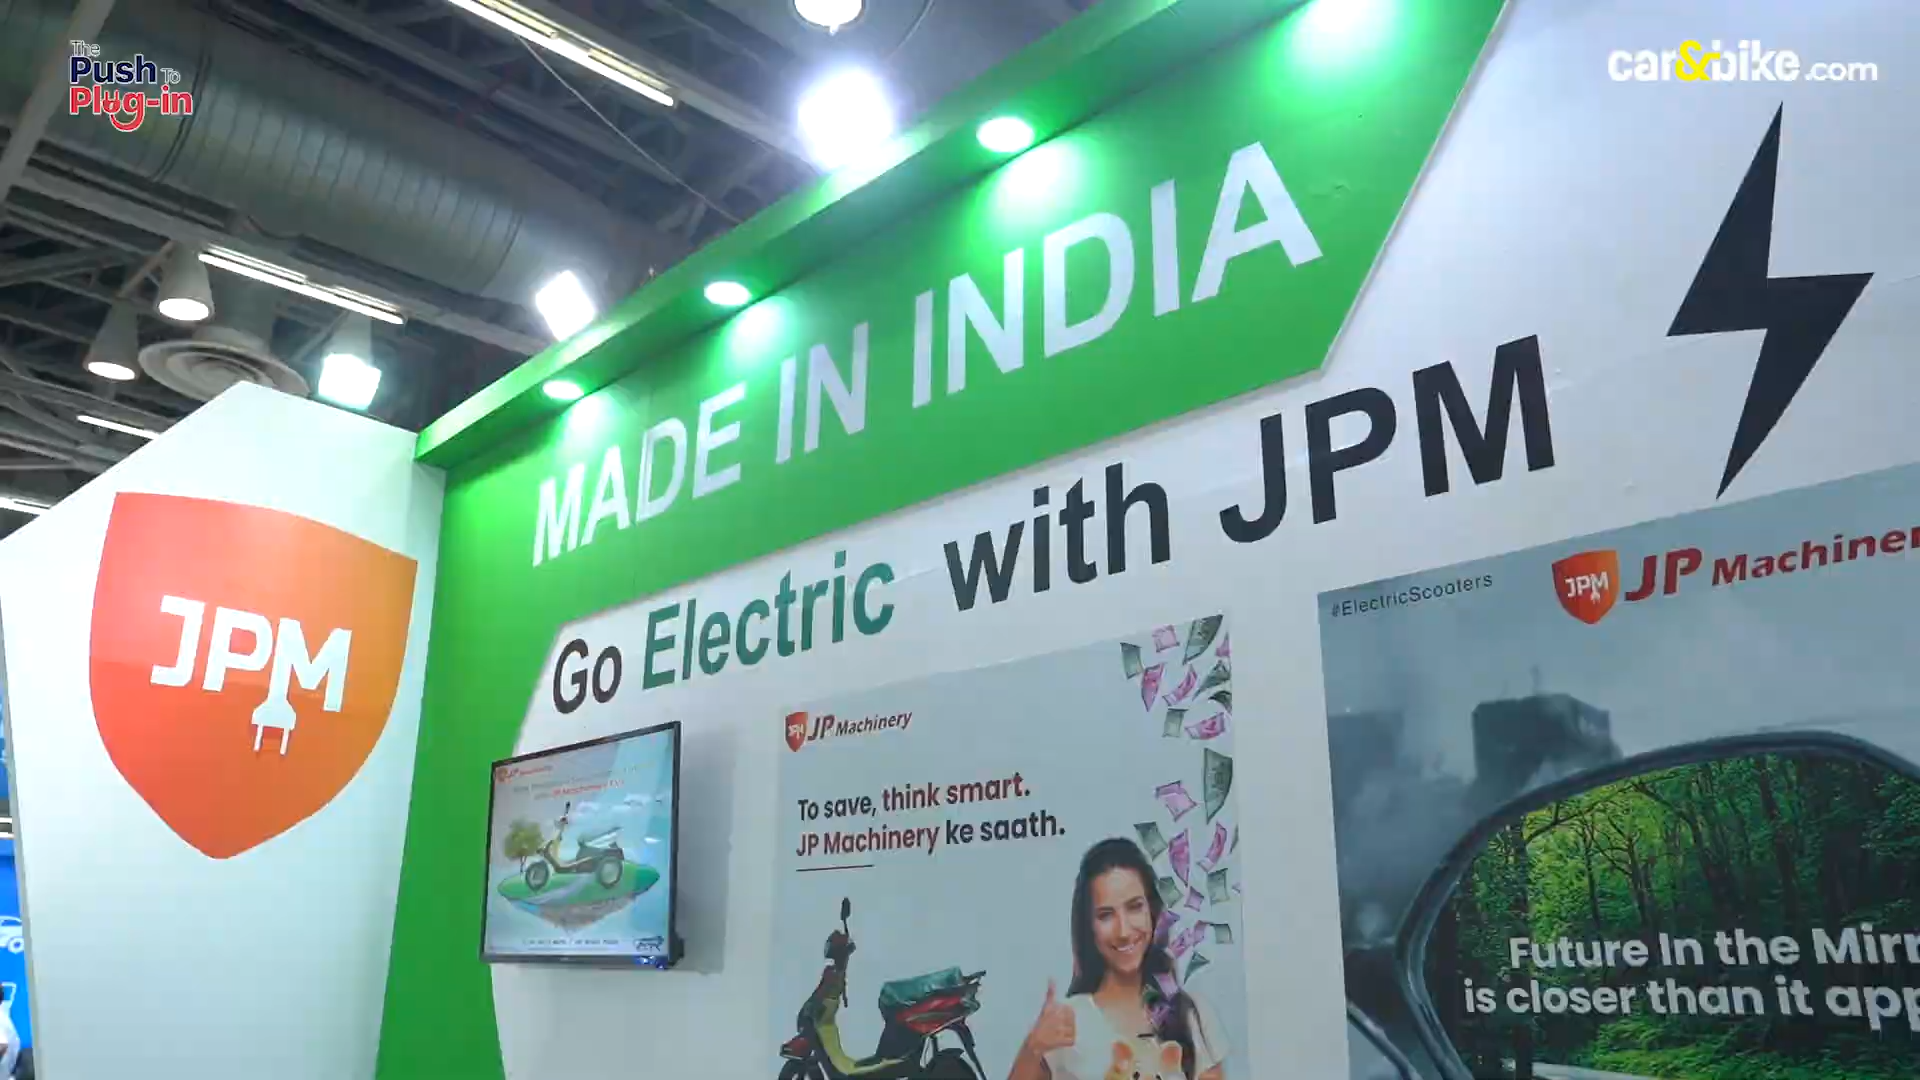 The
Push To
Plug-in
car&bike.com
MADE IN INDIA
Go Electric with JPM
JPM
#ElectricScooters
JPM JP Machiner
JPM JP Machinery
To save, think smart.
JP Machinery ke saath.
Future In the Mirr
is closer than it app